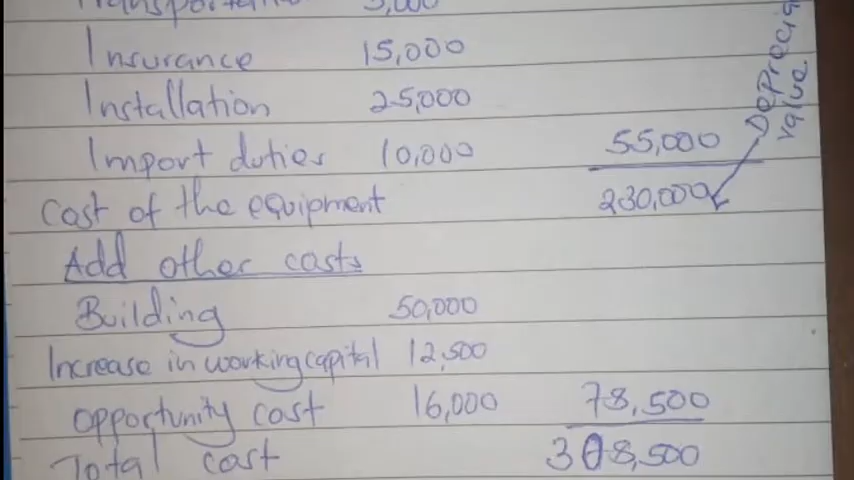 5,000
Insurance 15,000
Installation 25,000
Import duties 10,000 55,000
Cost of the equipment 230,000
value
Add other costs
Building 50,000
Increase in working capital 12,500
Opportunity cost 16,000 78,500
Total cost 308,500